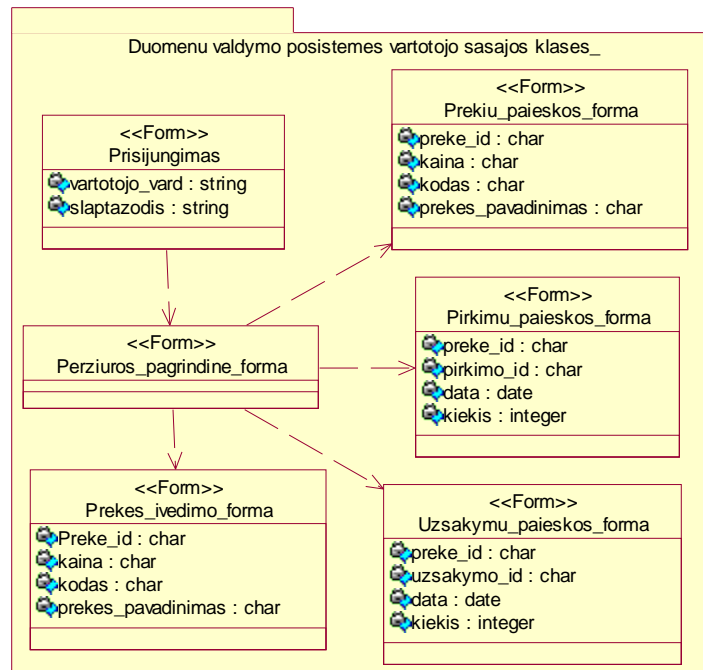 Duomenu valdymo posistemes vartotojo sasajos klases_
<<Form>>
Prisijungimas
vartotojo_vard : string
slaptazodis : string
<<Form>>
Prekiu_paieskos_forma
preke_id : char
kaina : char
kodas : char
prekes_pavadinimas : char
<<Form>>
Perziuros_pagrindine_forma
<<Form>>
Pirkimu_paieskos_forma
preke_id : char
pirkimo_id : char
data : date
kiekis : integer
<<Form>>
Prekes_ivedimo_forma
Preke_id : char
kaina : char
kodas : char
prekes_pavadinimas : char
<<Form>>
Uzsakymu_paieskos_forma
preke_id : char
uzsakymo_id : char
data : date
kiekis : integer